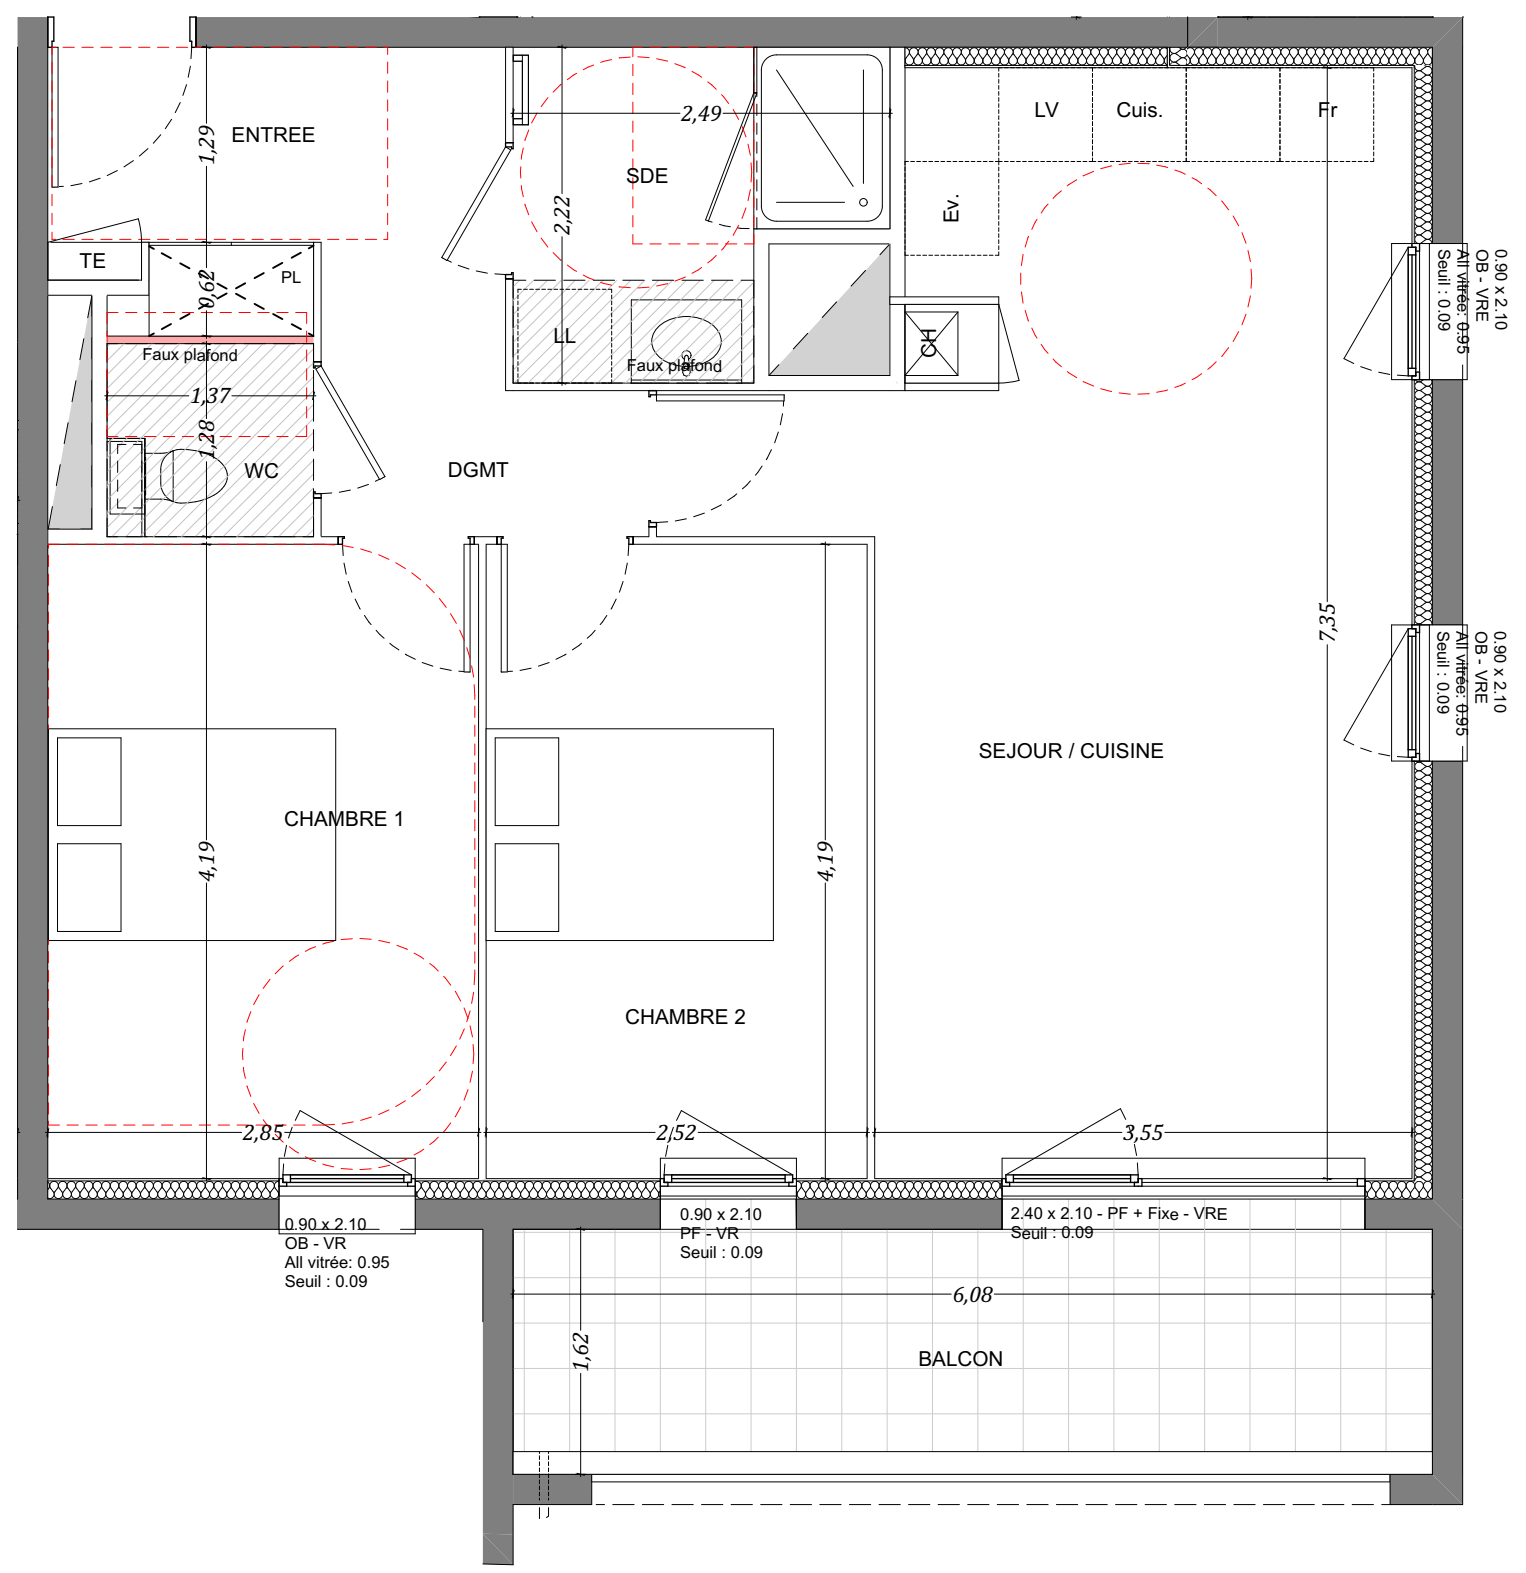 ENTREE
1,29
2,49
SDE
2,22
LV
Cuis.
Fr
Ev.
TE
PL
0,62
Faux plafond
1,37
1,28
WC
LL
Faux plafond
CH
DGMT
0.90 x 2.10
OB - VRE
All vitrée: 0.95
Seuil : 0.09
0.90 x 2.10
OB - VRE
All vitrée: 0.95
Seuil : 0.09
7,35
SEJOUR / CUISINE
CHAMBRE 1
4,19
4,19
CHAMBRE 2
2,85
2,52
3,55
0.90 x 2.10
OB - VR
All vitrée: 0.95
Seuil : 0.09
0.90 x 2.10
PF - VR
Seuil : 0.09
2.40 x 2.10 - PF + Fixe - VRE
Seuil : 0.09
6,08
1,62
BALCON